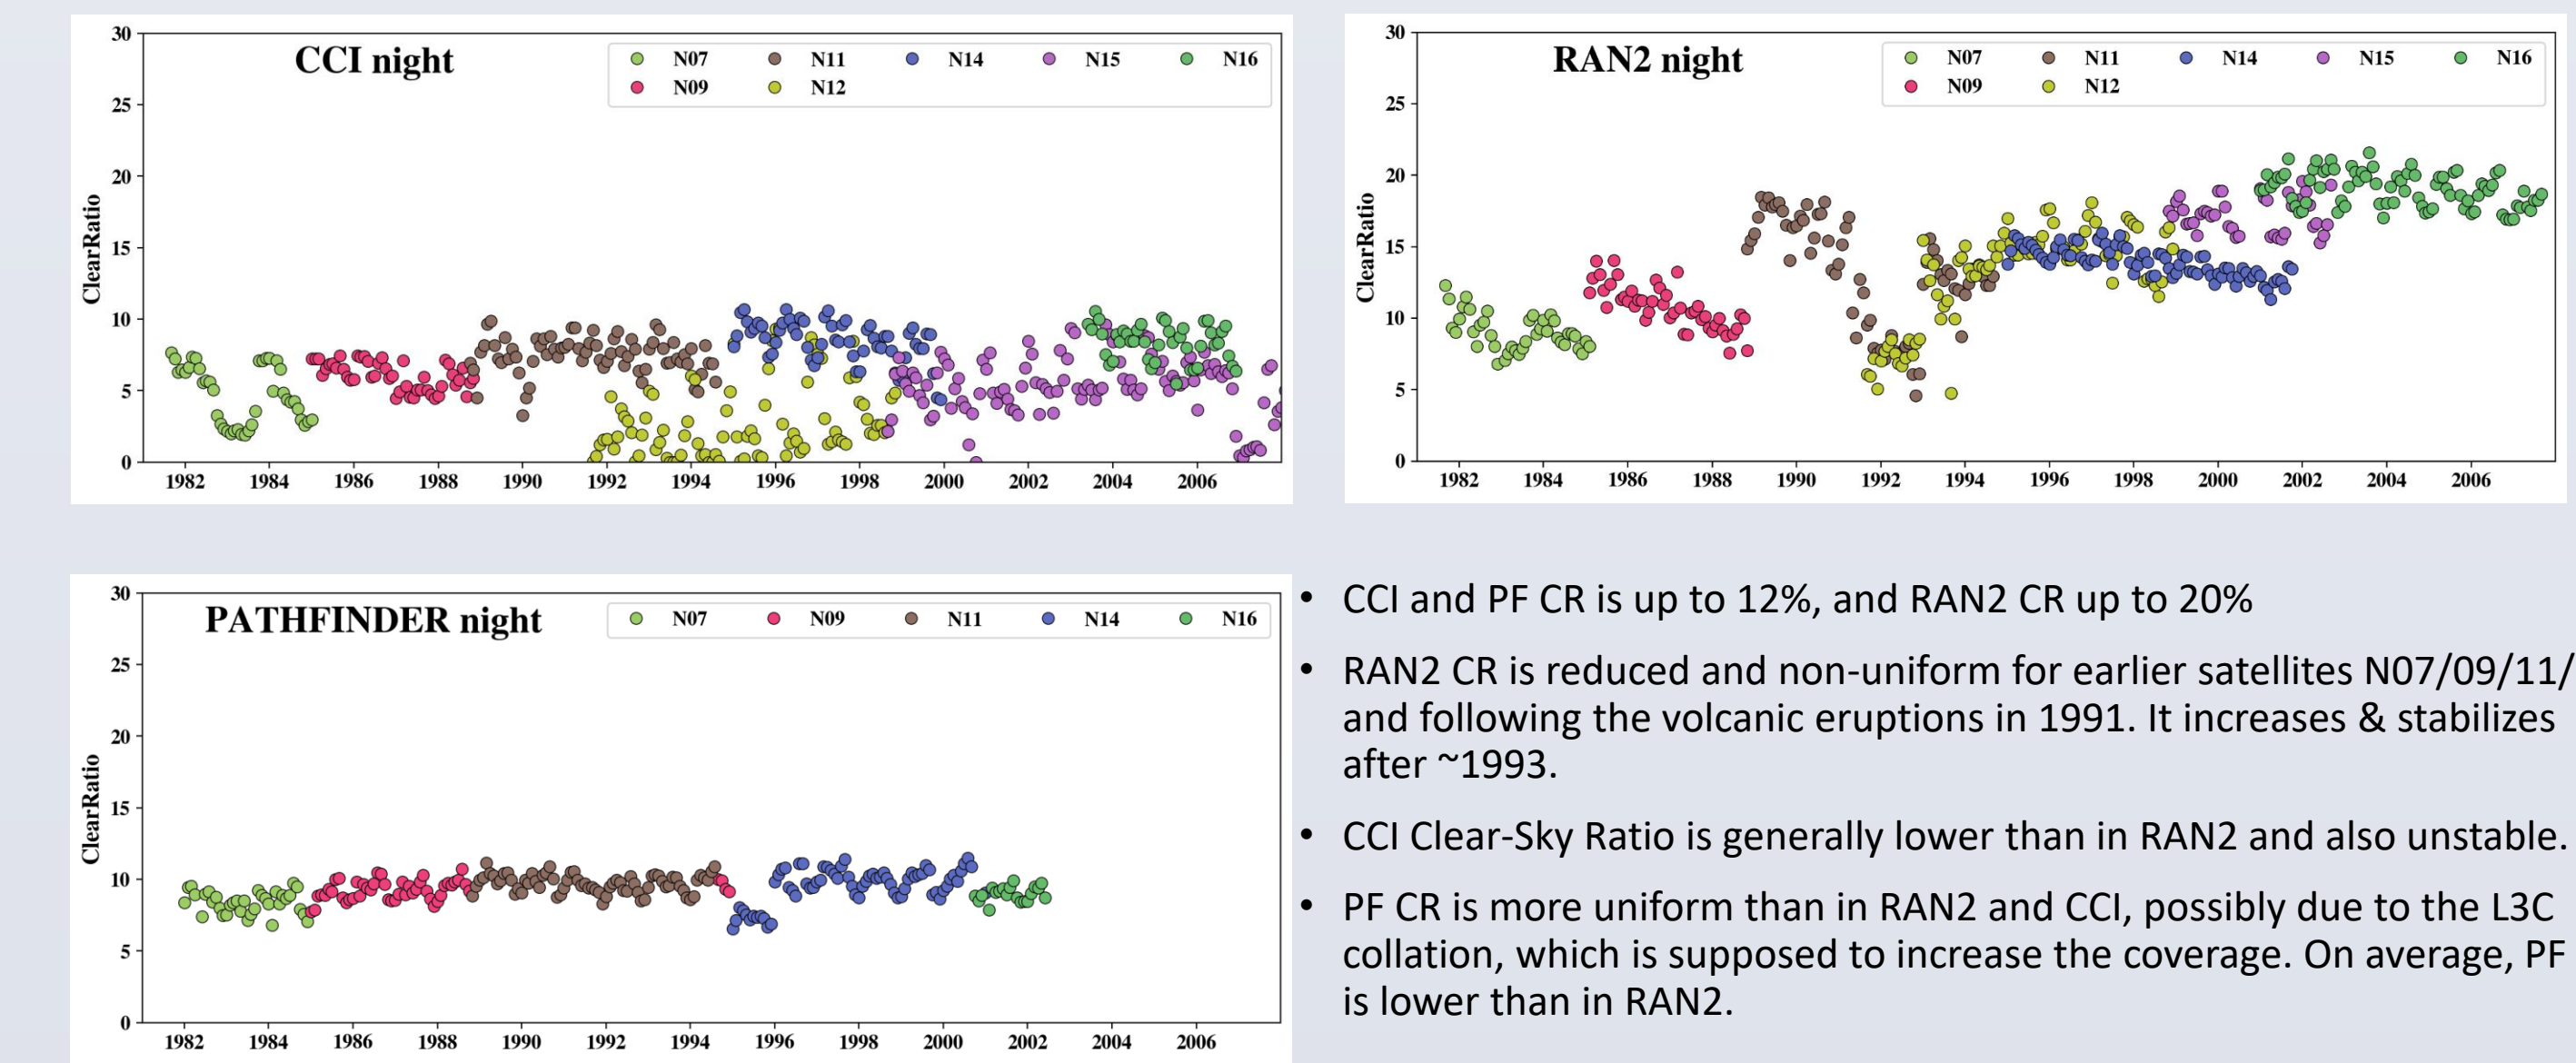 CCI night
N07
N11
N14
N15
N16
N09
N12
ClearRatio
30
25
20
15
10
5
0
1982 1984 1986 1988 1990 1992 1994 1996 1998 2000 2002 2004 2006
RAN2 night
N07
N11
N14
N15
N16
N09
N12
ClearRatio
30
25
20
15
10
5
0
1982 1984 1986 1988 1990 1992 1994 1996 1998 2000 2002 2004 2006
PATHFINDER night
N07
N09
N11
N14
N16
ClearRatio
30
25
20
15
10
5
0
1982 1984 1986 1988 1990 1992 1994 1996 1998 2000 2002 2004 2006
• CCI and PF CR is up to 12%, and RAN2 CR up to 20%
• RAN2 CR is reduced and non-uniform for earlier satellites N07/09/11/
and following the volcanic eruptions in 1991. It increases & stabilizes
after ~1993.
• CCI Clear-Sky Ratio is generally lower than in RAN2 and also unstable.
• PF CR is more uniform than in RAN2 and CCI, possibly due to the L3C
collation, which is supposed to increase the coverage. On average, PF
is lower than in RAN2.